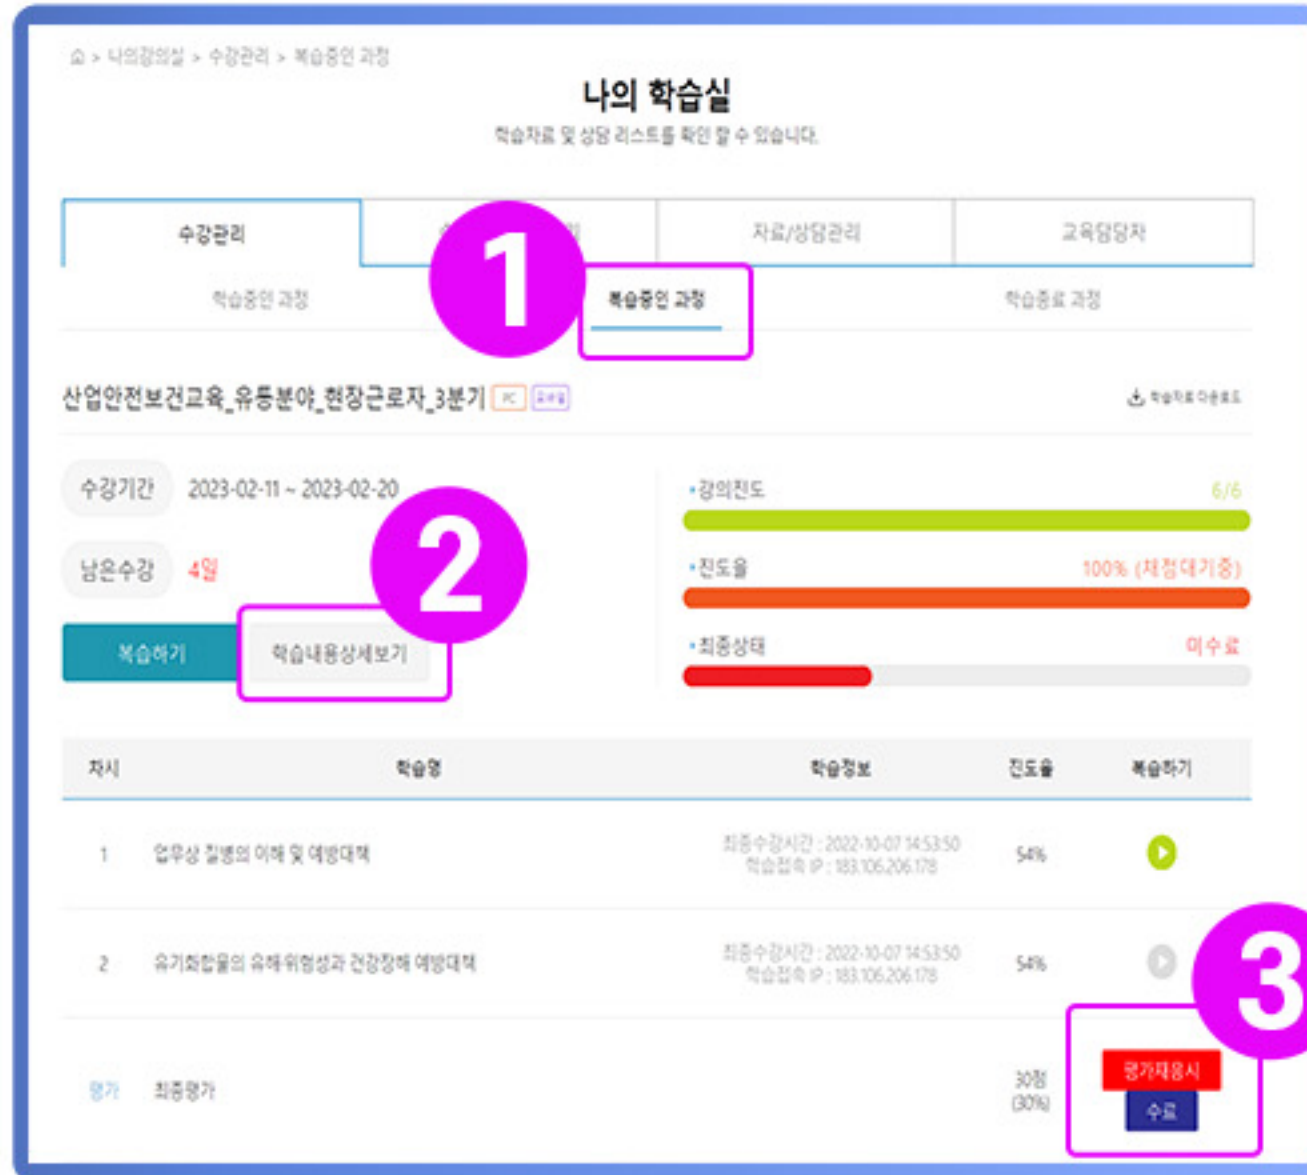 > 나의강의실 > 수강관리 > 복습중인 과정
나의 학습실
학습자료 및 상담 리스트를 확인 할 수 있습니다.
수강관리
자료/상담관리
교육담당자
1
학습중인 과정
복습중인 과정
학습종료 과정
산업안전보건교육_유통분야_현장근로자_3분기 PC 모바일
학습자료 다운로드
수강기간 2023-02-11 ~ 2023-02-20
남은수강 4일
2
복습하기
학습내용상세보기
•강의진도 6/6
•진도율 100% (채점대기중)
•최종상태 미수료
차시 학습명 학습정보 진도율 복습하기
1 업무상 질병의 이해 및 예방대책
최종수강시간 : 2022-10-07 14:53:50
학습접속 IP : 183.106.206.178
54%
2 유기화합물의 유해·위험성과 건강장해 예방대책
최종수강시간 : 2022-10-07 14:53:50
학습접속 IP : 183.106.206.178
54%
3
평가 최종평가
30점
(30%)
평가재응시
수료